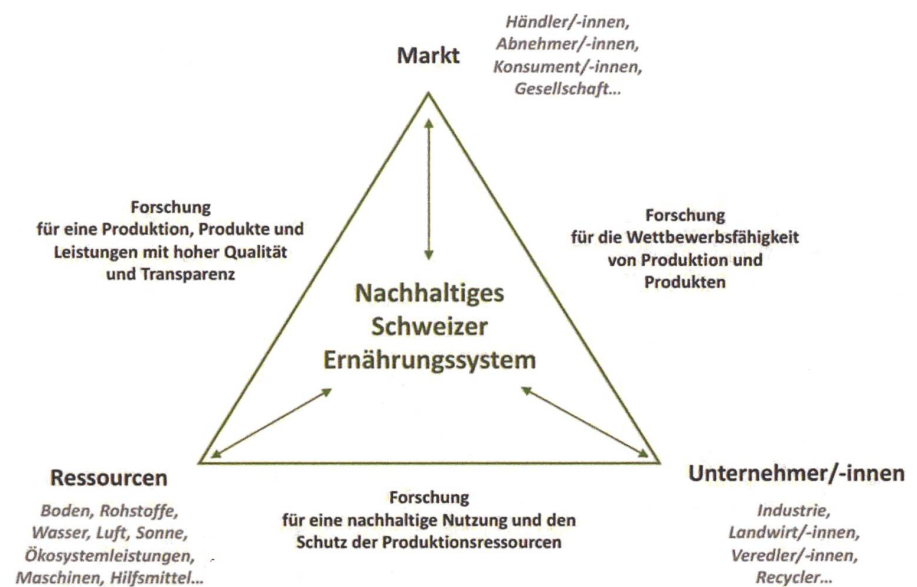 Markt
Händler/-innen,
Abnehmer/-innen,
Konsument/-innen,
Gesellschaft...
Forschung
für eine Produktion, Produkte und
Leistungen mit hoher Qualität
und Transparenz
Forschung
für die Wettbewerbsfähigkeit
von Produktion und
Produkten
Nachhaltiges
Schweizer
Ernährungssystem
Ressourcen
Boden, Rohstoffe,
Wasser, Luft, Sonne,
Ökosystemleistungen,
Maschinen, Hilfsmittel...
Forschung
für eine nachhaltige Nutzung und den
Schutz der Produktionsressourcen
Unternehmer/-innen
Industrie,
Landwirt/-innen,
Veredler/-innen,
Recycler...